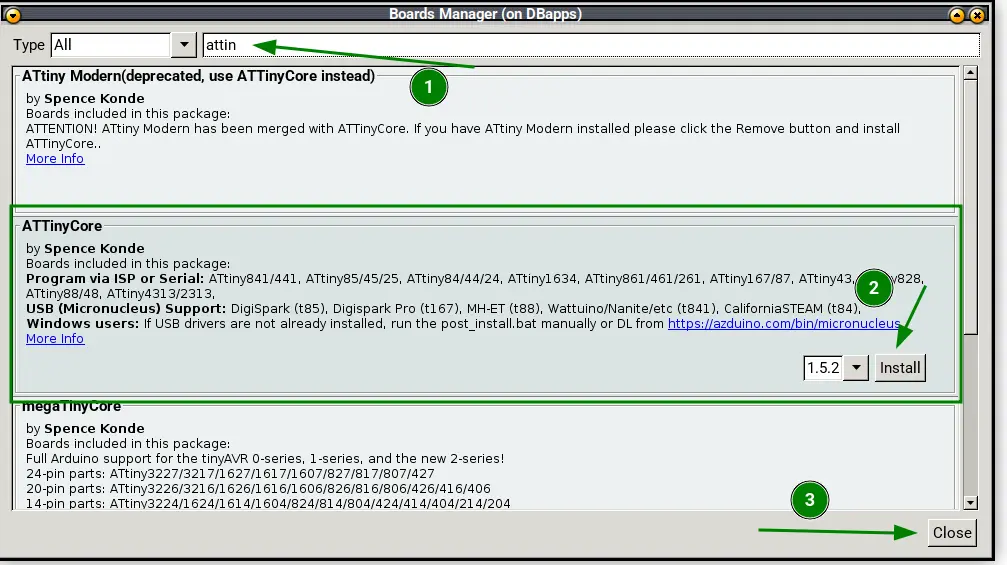 Boards Manager (on DBapps)
Type All attin
1
ATtiny Modern(deprecated, use ATTinyCore instead)
by Spence Konde
Boards included in this package:
ATTENTION! ATtiny Modern has been merged with ATTinyCore. If you have ATtiny Modern installed please click the Remove button and install
ATTinyCore..
More Info
ATTinyCore
by Spence Konde
Boards included in this package:
Program via ISP or Serial: ATtiny841/441, ATtiny85/45/25, ATtiny84/44/24, ATtiny1634, ATtiny861/461/261, ATtiny167/87, ATtiny43, 828,
ATtiny88/48, ATtiny4313/2313,
2
USB (Micronucleus) Support: DigiSpark (t85), Digispark Pro (t167), MH-ET (t88), Wattuino/Nanite/etc (t841), CaliforniaSTEAM (t84),
Windows users: If USB drivers are not already installed, run the post_install.bat manually or DL from https://azduino.com/bin/micronucleus
More Info
1.5.2 Install
megaTinyCore
by Spence Konde
Boards included in this package:
Full Arduino support for the tinyAVR 0-series, 1-series, and the new 2-series!
24-pin parts: ATtiny3227/3217/1627/1617/1607/827/817/807/427
20-pin parts: ATtiny3226/3216/1626/1616/1606/826/816/806/426/416/406
14-pin parts: ATtiny3224/1624/1614/1604/824/814/804/424/414/404/214/204
3
Close